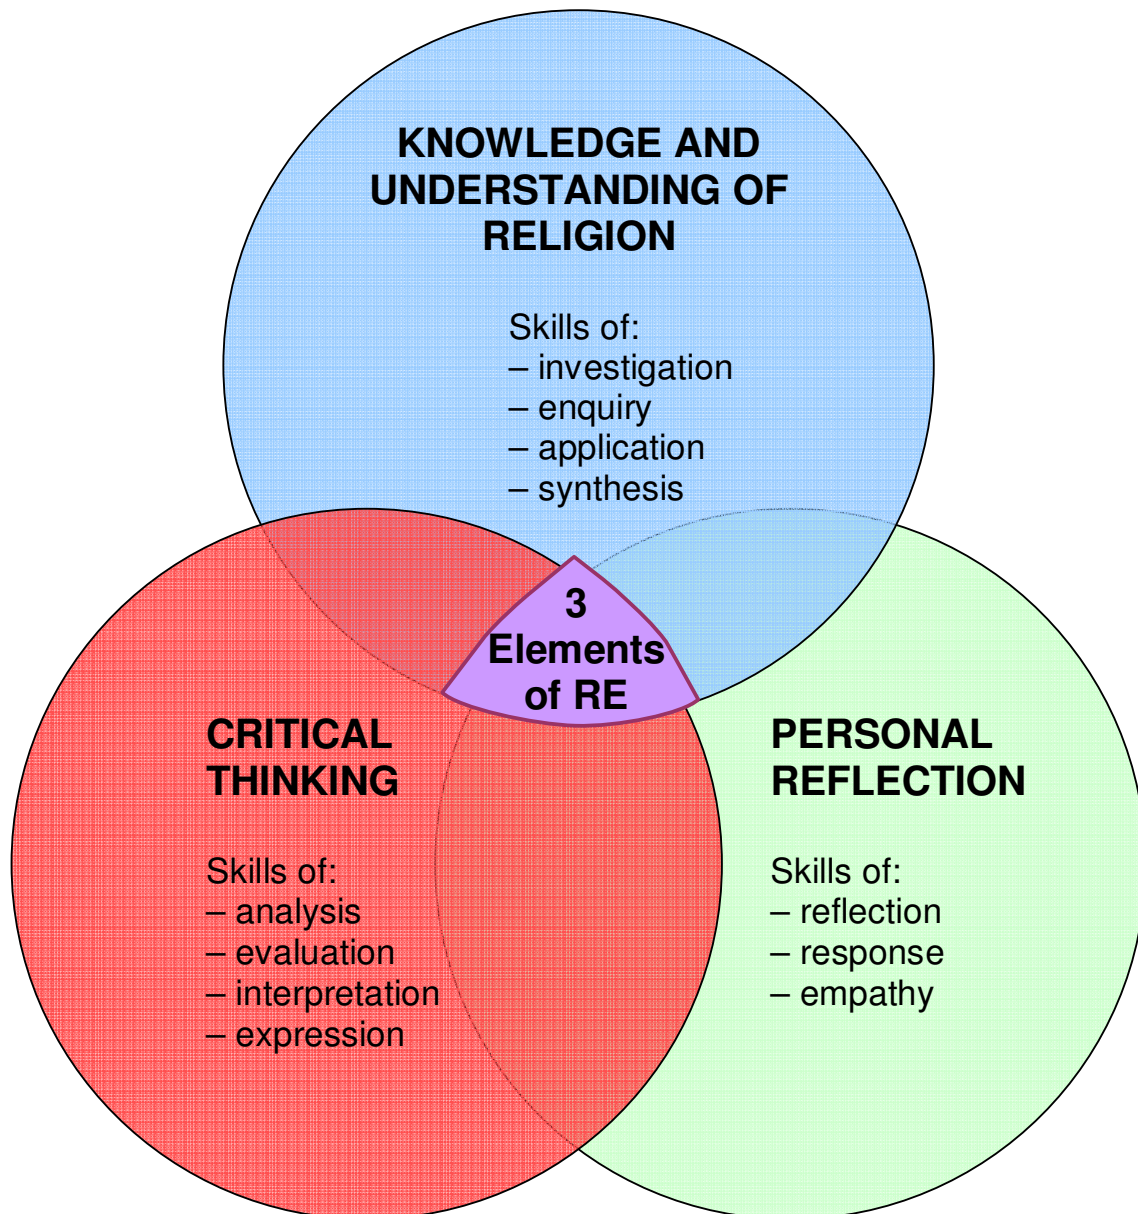 KNOWLEDGE AND
UNDERSTANDING OF
RELIGION
Skills of:
– investigation
– enquiry
– application
– synthesis
3
Elements
of RE
CRITICAL
THINKING
Skills of:
– analysis
– evaluation
– interpretation
– expression
PERSONAL
REFLECTION
Skills of:
– reflection
– response
– empathy